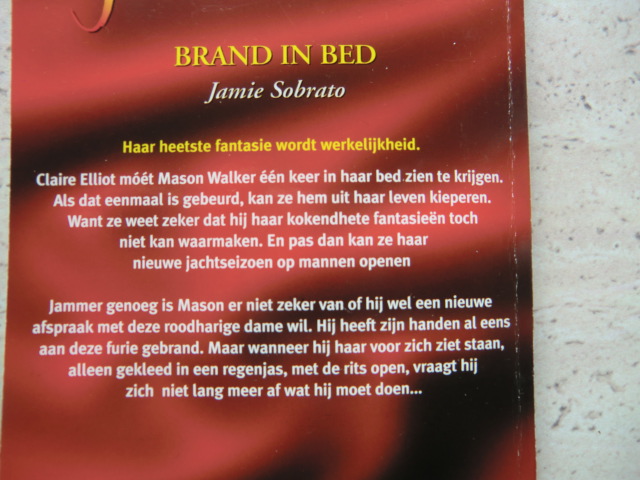 BRAND IN BED
Jamie Sobrato
Haar heetste fantasie wordt werkelijkheid.
Claire Elliot móét Mason Walker één keer in haar bed zien te krijgen.
Als dat eenmaal is gebeurd, kan ze hem uit haar leven kieperen.
Want ze weet zeker dat hij haar kokendhete fantasieën toch
niet kan waarmaken. En pas dan kan ze haar
nieuwe jachtseizoen op mannen openen
Jammer genoeg is Mason er niet zeker van of hij wel een nieuwe
afspraak met deze roodharige dame wil. Hij heeft zijn handen al eens
aan deze furie gebrand. Maar wanneer hij haar voor zich ziet staan,
alleen gekleed in een regenjas, met de rits open, vraagt hij
zich niet lang meer af wat hij moet doen...